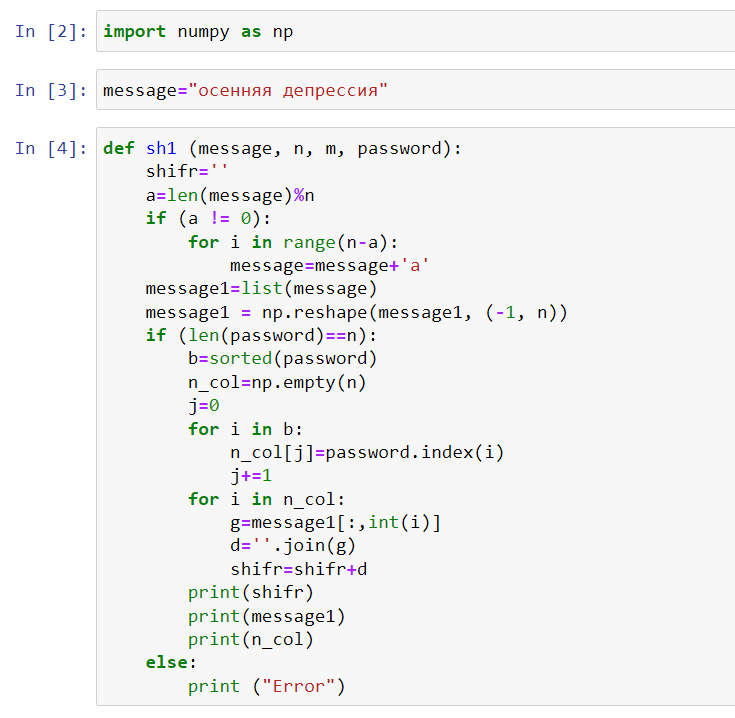 In [2]: import numpy as np
In [3]: message="осенняя депрессия"
In [4]: def sh1 (message, n, m, password):
    shifr=''
    a=len(message)%n
    if (a != 0):
        for i in range(n-a):
            message=message+'a'
    message1=list(message)
    message1 = np.reshape(message1, (-1, n))
    if (len(password)==n):
        b=sorted(password)
        n_col=np.empty(n)
        j=0
        for i in b:
            n_col[j]=password.index(i)
            j+=1
        for i in n_col:
            g=message1[:,int(i)]
            d=''.join(g)
            shifr=shifr+d
        print(shifr)
        print(message1)
        print(n_col)
    else:
        print ("Error")